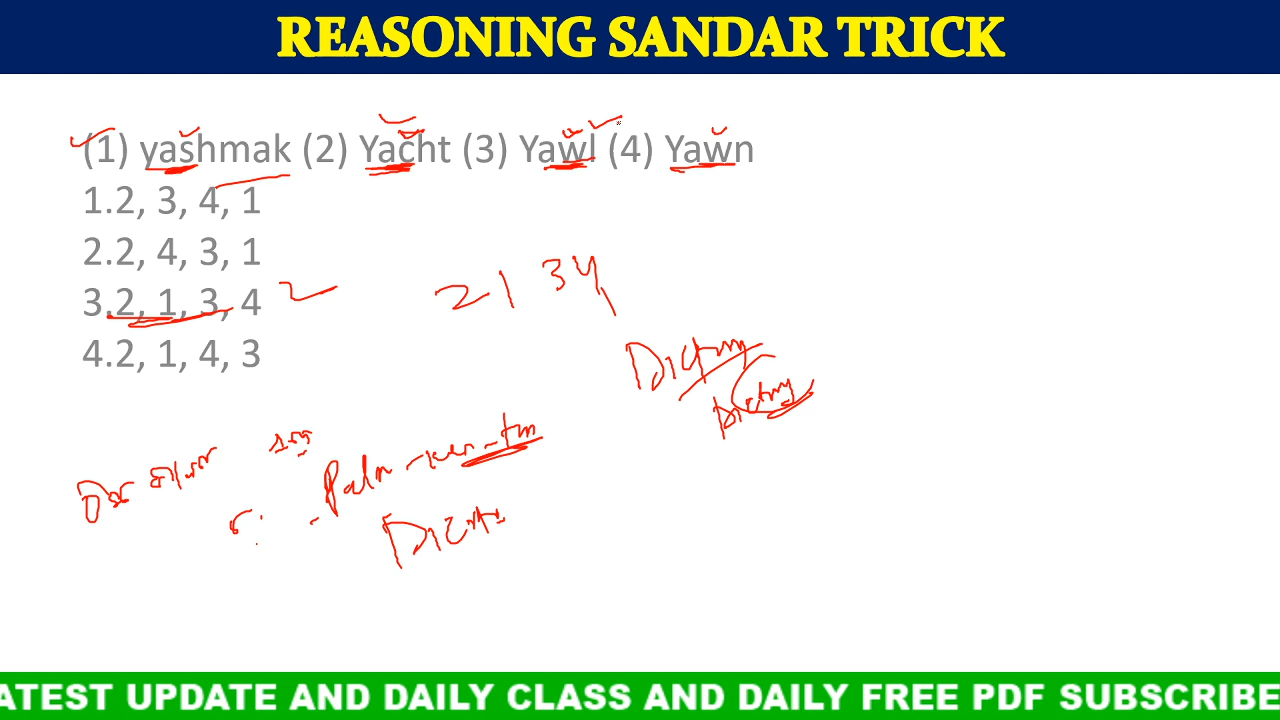 REASONING SANDAR TRICK
(1) yashmak (2) Yacht (3) Yawl (4) Yawn
1.2, 3, 4, 1
2.2, 4, 3, 1
3.2, 1, 3, 4
4.2, 1, 4, 3
2 1 3 4
ATEST UPDATE AND DAILY CLASS AND DAILY FREE PDF SUBSCRIBE